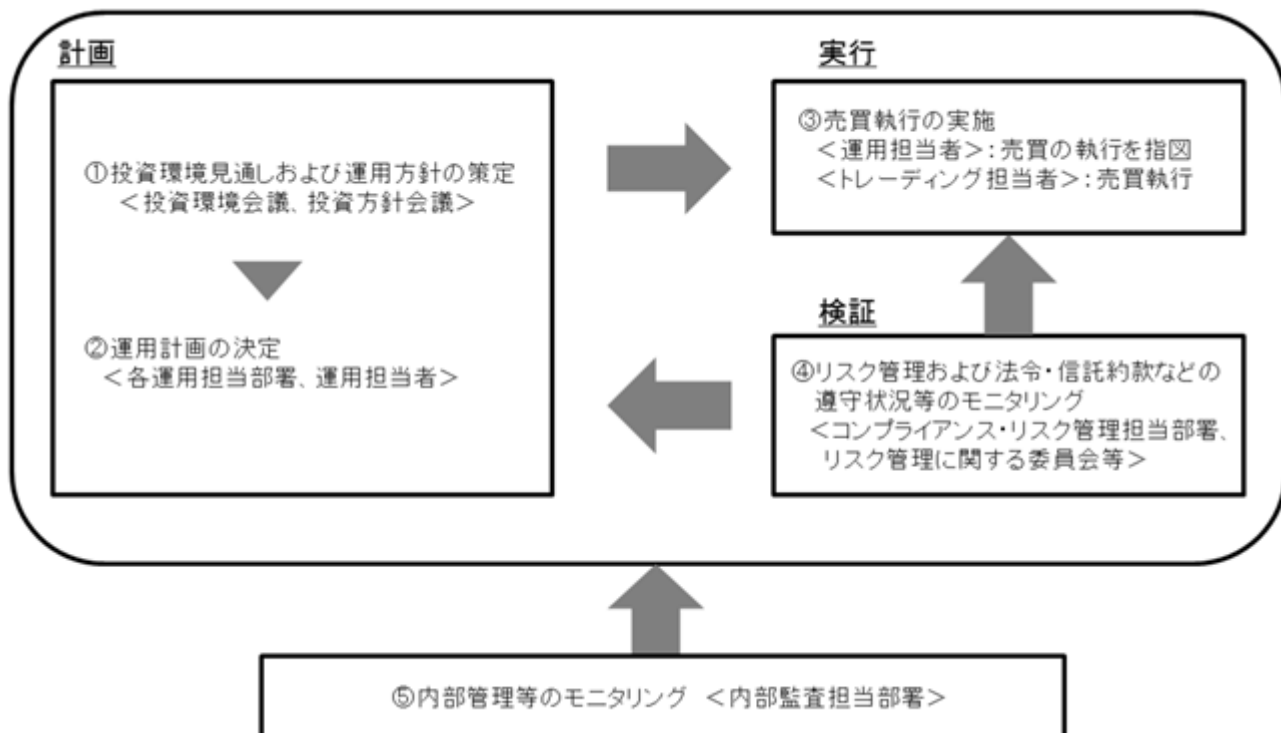 計画
①投資環境見通しおよび運用方針の策定
＜投資環境会議、投資方針会議＞
②運用計画の決定
＜各運用担当部署、運用担当者＞
実行
③売買執行の実施
＜運用担当者＞：売買の執行を指図
＜トレーディング担当者＞：売買執行
検証
④リスク管理および法令・信託約款などの
遵守状況等のモニタリング
＜コンプライアンス・リスク管理担当部署、
リスク管理に関する委員会等＞
⑤内部管理等のモニタリング ＜内部監査担当部署＞